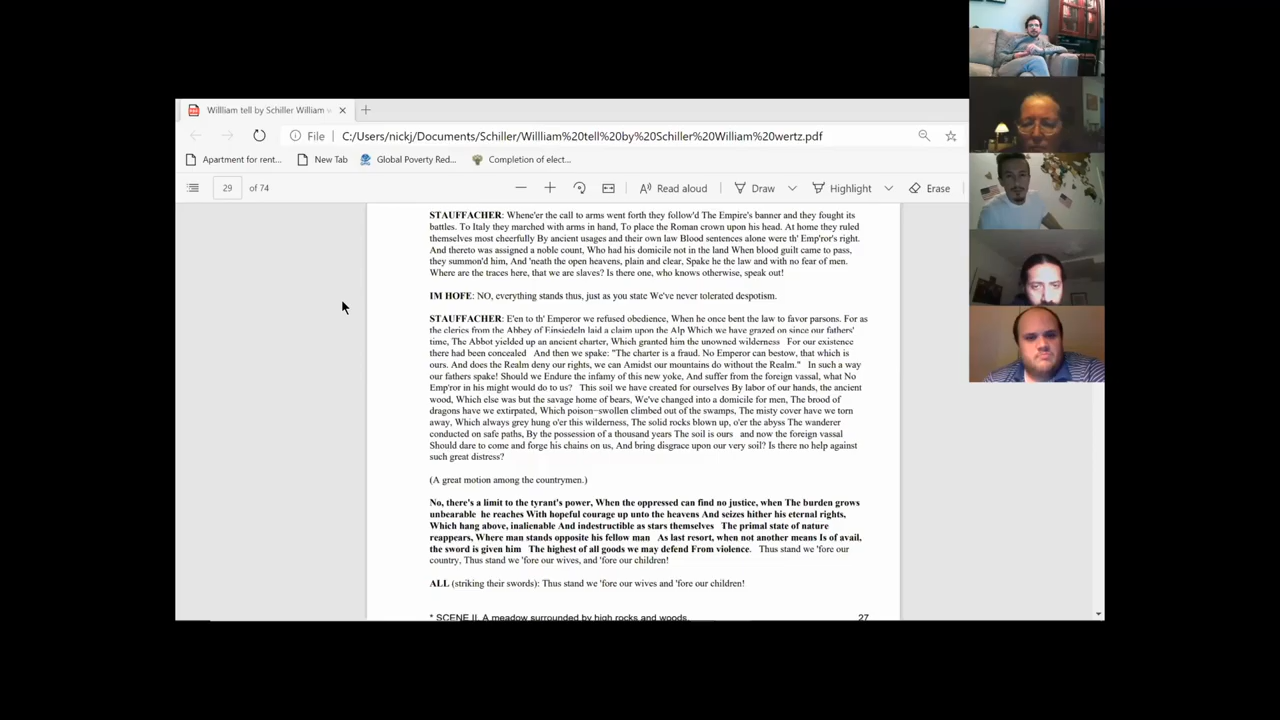 Willliam tell by Schiller William
File C:/Users/nickj/Documents/Schiller/Willliam%20tell%20by%20Schiller%20William%20wertz.pdf
Apartment for rent... New Tab Global Poverty Red... Completion of elect...
29 of 74 Read aloud Draw Highlight Erase
STAUFFACHER: Whene'er the call to arms went forth they follow'd The Empire's banner and they fought its
battles. To Italy they marched with arms in hand, To place the Roman crown upon his head. At home they ruled
themselves most cheerfully By ancient usages and their own law Blood sentences alone were th' Emp'ror's right.
And thereto was assigned a noble count, Who had his domicile not in the land When blood guilt came to pass,
they summon'd him, And 'neath the open heavens, plain and clear, Spake he the law and with no fear of men.
Where are the traces here, that we are slaves? Is there one, who knows otherwise, speak out!
IM HOFE: NO, everything stands thus, just as you state We've never tolerated despotism.
STAUFFACHER: E'en to th' Emperor we refused obedience, When he once bent the law to favor parsons. For as
the clerics from the Abbey of Einsiedeln laid a claim upon the Alp Which we have grazed on since our fathers'
time, The Abbot yielded up an ancient charter, Which granted him the unowned wilderness For our existence
there had been concealed And then we spake: "The charter is a fraud. No Emperor can bestow, that which is
ours. And does the Realm deny our rights, we can Amidst our mountains do without the Realm." In such a way
our fathers spake! Should we Endure the infamy of this new yoke, And suffer from the foreign vassal, what No
Emp'ror in his might would do to us? This soil we have created for ourselves By labor of our hands, the ancient
wood, Which else was but the savage home of bears, We've changed into a domicile for men, The brood of
dragons have we extirpated, Which poison-swollen climbed out of the swamps, The misty cover have we torn
away, Which always grey hung o'er this wilderness, The solid rocks blown up, o'er the abyss The wanderer
conducted on safe paths, By the possession of a thousand years The soil is ours and now the foreign vassal
Should dare to come and forge his chains on us, And bring disgrace upon our very soil? Is there no help against
such great distress?
(A great motion among the countrymen.)
No, there's a limit to the tyrant's power, When the oppressed can find no justice, when The burden grows
unbearable he reaches With hopeful courage up unto the heavens And seizes hither his eternal rights,
Which hang above, inalienable And indestructible as stars themselves The primal state of nature
reappears, Where man stands opposite his fellow man As last resort, when not another means Is of avail,
the sword is given him The highest of all goods we may defend From violence. Thus stand we 'fore our
country, Thus stand we 'fore our wives, and 'fore our children!
ALL (striking their swords): Thus stand we 'fore our wives and 'fore our children!
* SCENE II. A meadow surrounded by high rocks and woods. 27